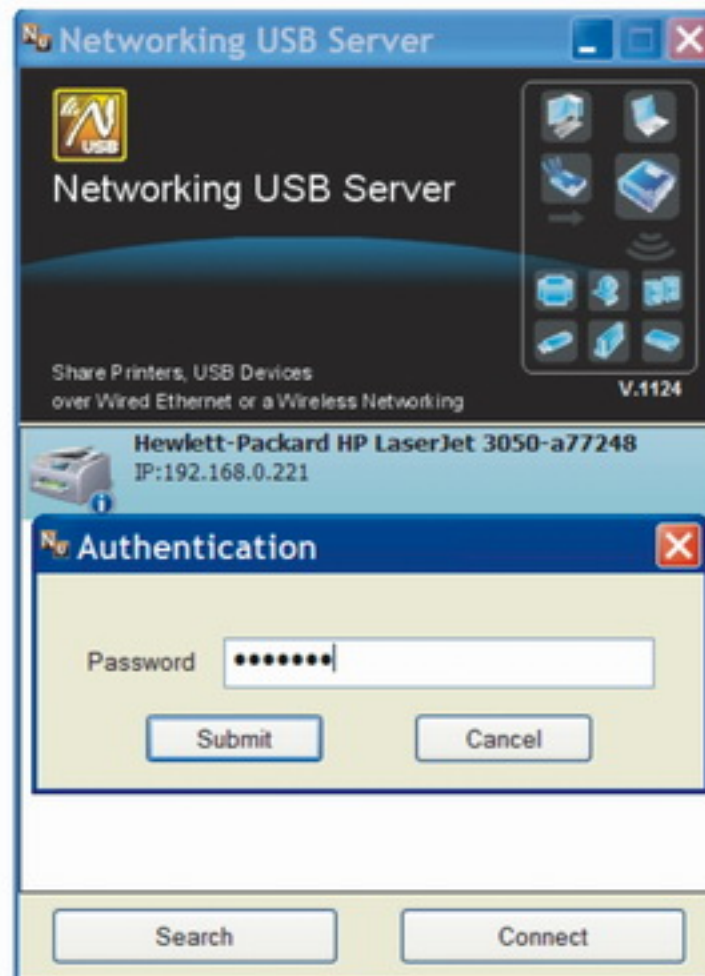 Networking USB Server
USB
Networking USB Server
Share Printers, USB Devices
over Wired Ethernet or a Wireless Networking
V.1124
Hewlett-Packard HP LaserJet 3050-a77248
IP:192.168.0.221
Authentication
Password •••••••
Submit Cancel
Search Connect